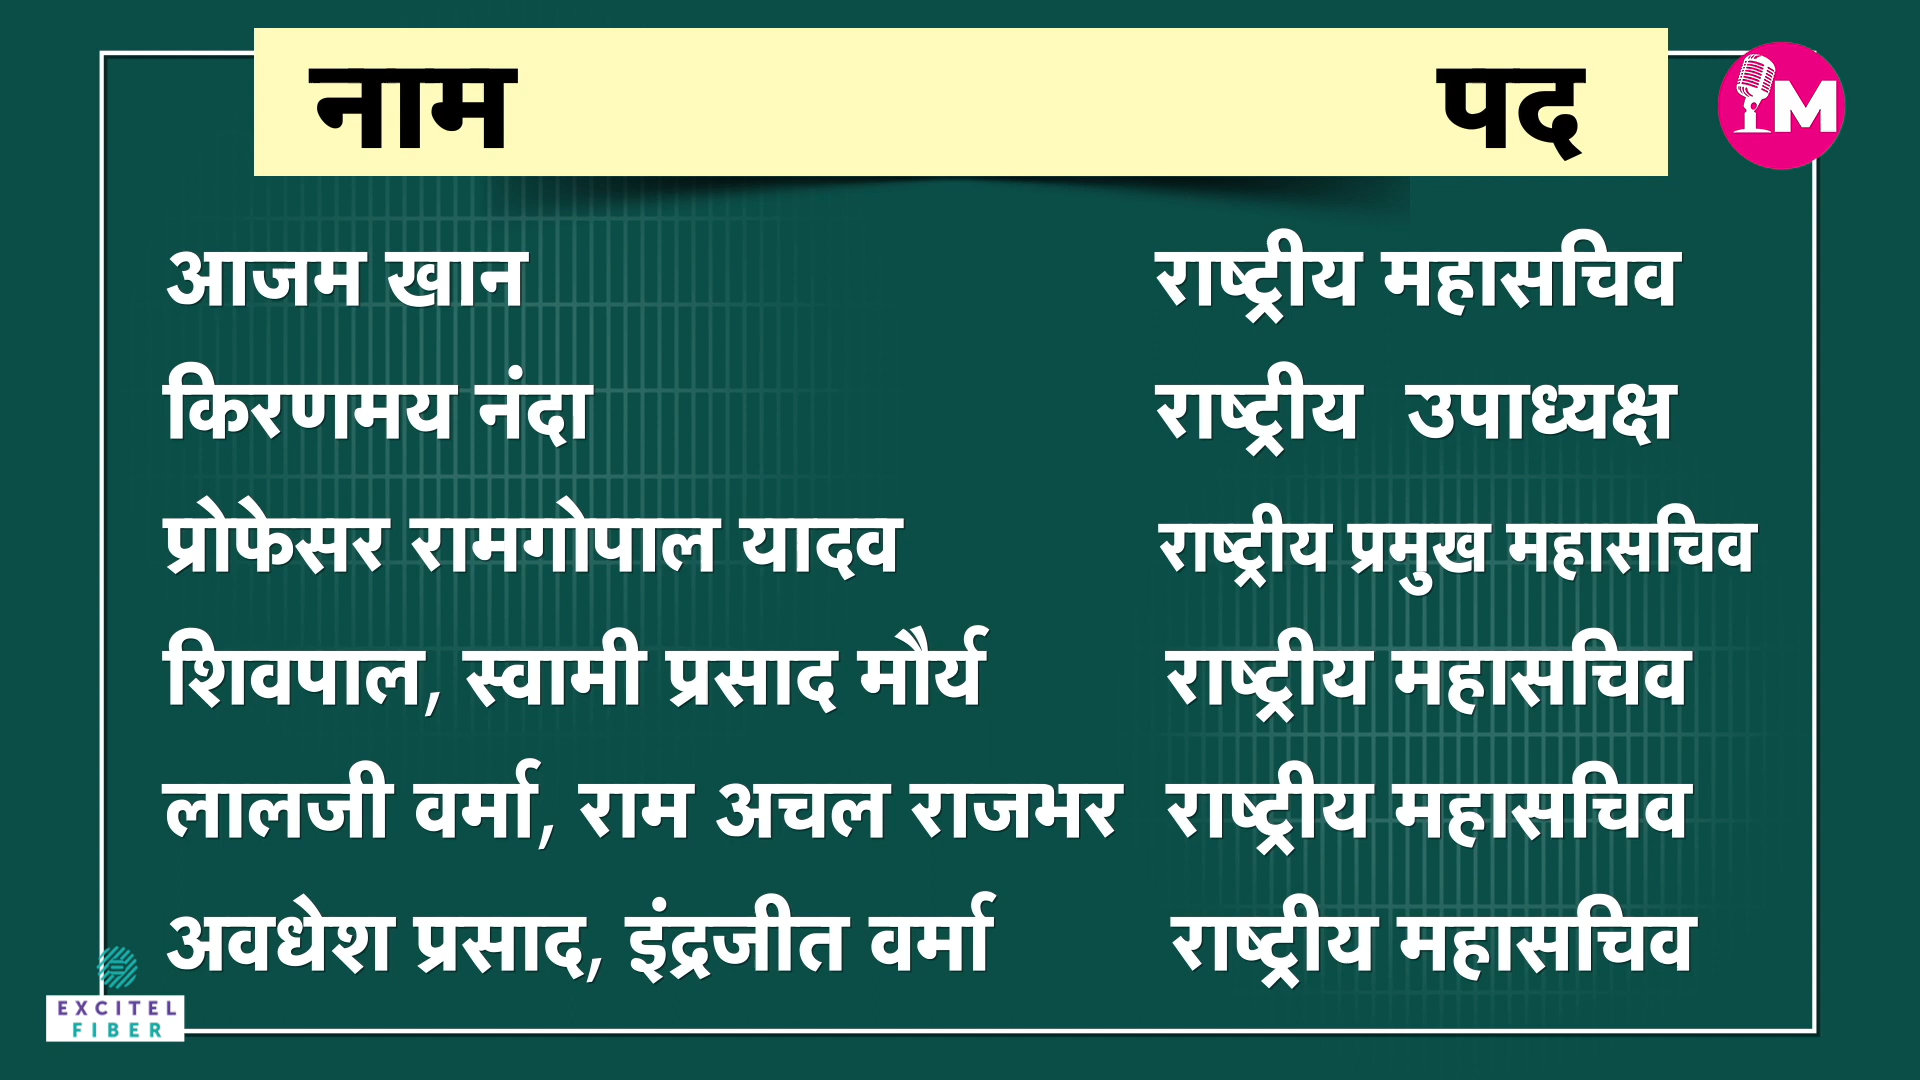 नाम पद
M
आजम खान राष्ट्रीय महासचिव
किरणमय नंदा राष्ट्रीय उपाध्यक्ष
प्रोफेसर रामगोपाल यादव राष्ट्रीय प्रमुख महासचिव
शिवपाल, स्वामी प्रसाद मौर्य राष्ट्रीय महासचिव
लालजी वर्मा, राम अचल राजभर राष्ट्रीय महासचिव
अवधेश प्रसाद, इंद्रजीत वर्मा राष्ट्रीय महासचिव
EXCITEL
FIBER